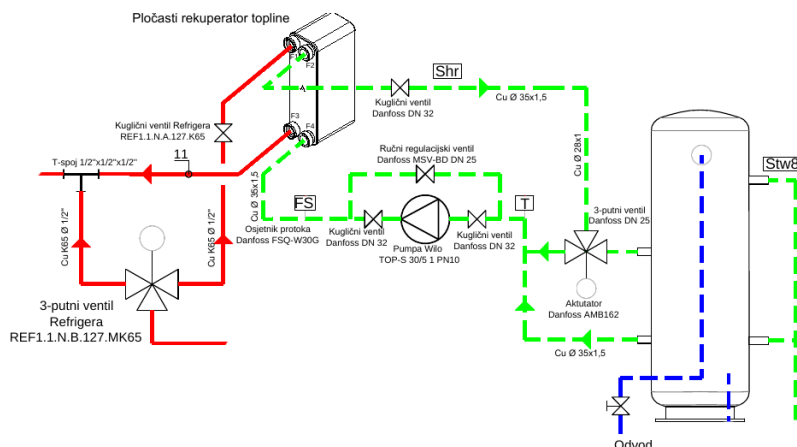 Pločasti rekuperator topline
F1
F2
F3
F4
Shr
Cu Ø 35x1,5
Kuglični ventil
Danfoss DN 32
Kuglični ventil Refrigera
REF1.1.N.A.127.K65
T-spoj 1/2"x1/2"x1/2"
11
Ručni regulacijski ventil
Danfoss MSV-BD DN 25
Cu Ø 28x1
Stw8
Cu Ø 35x1,5
FS
T
Osjetnik protoka
Danfoss FSQ-W30G
Kuglični ventil
Danfoss DN 32
Pumpa Wilo
TOP-S 30/5 1 PN10
Kuglični ventil
Danfoss DN 32
3-putni ventil
Danfoss DN 25
Cu K65 Ø 1/2"
Cu K65 Ø 1/2"
3-putni ventil
Refrigera
REF1.1.N.B.127.MK65
Aktutator
Danfoss AMB162
Cu Ø 35x1,5
Odvod